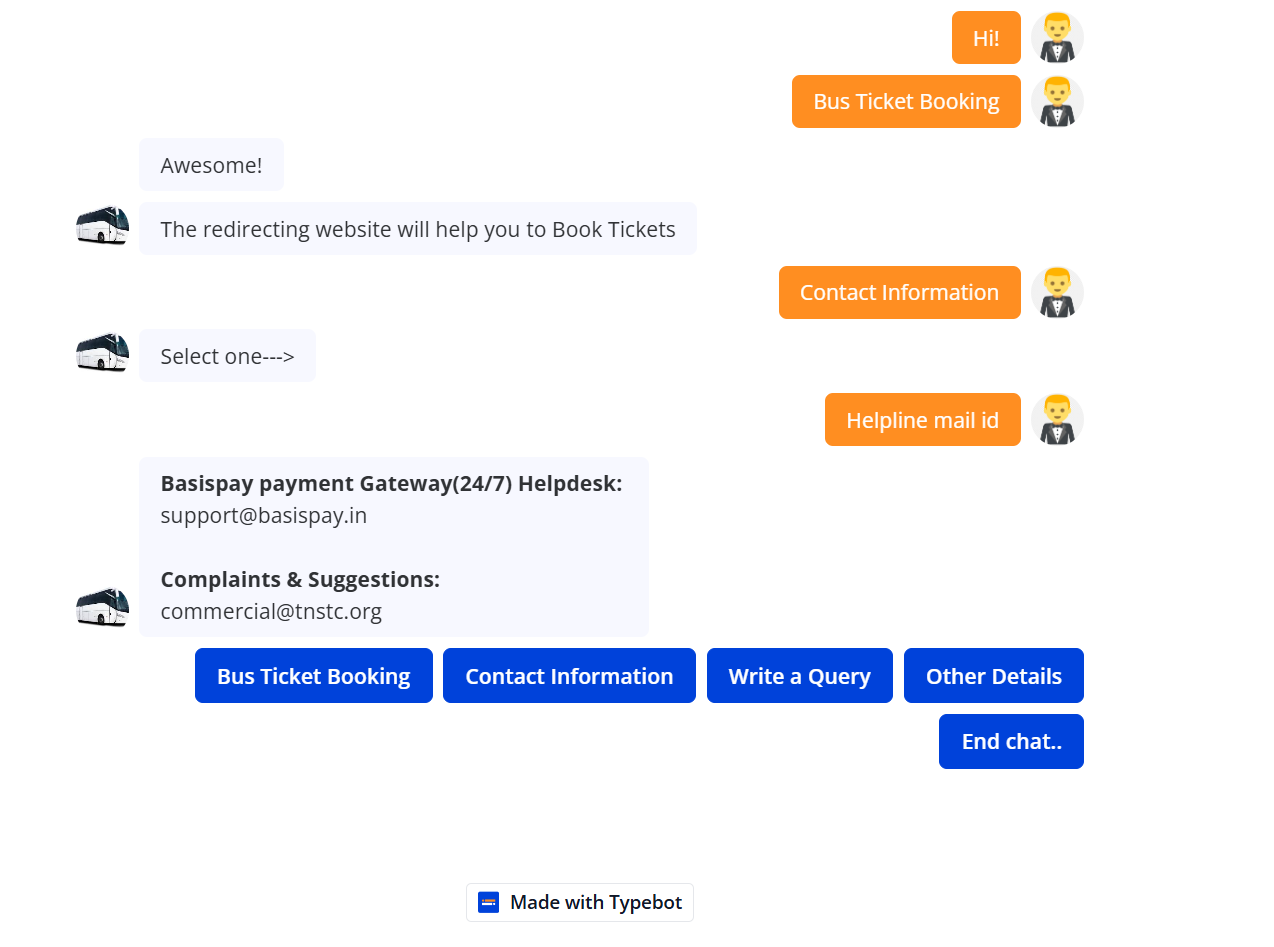 Hi!
Bus Ticket Booking
Awesome!
The redirecting website will help you to Book Tickets
Contact Information
Select one--->
Helpline mail id
Basispay payment Gateway(24/7) Helpdesk:
support@basispay.in
Complaints & Suggestions:
commercial@tnstc.org
Bus Ticket Booking Contact Information Write a Query Other Details
End chat..
Made with Typebot